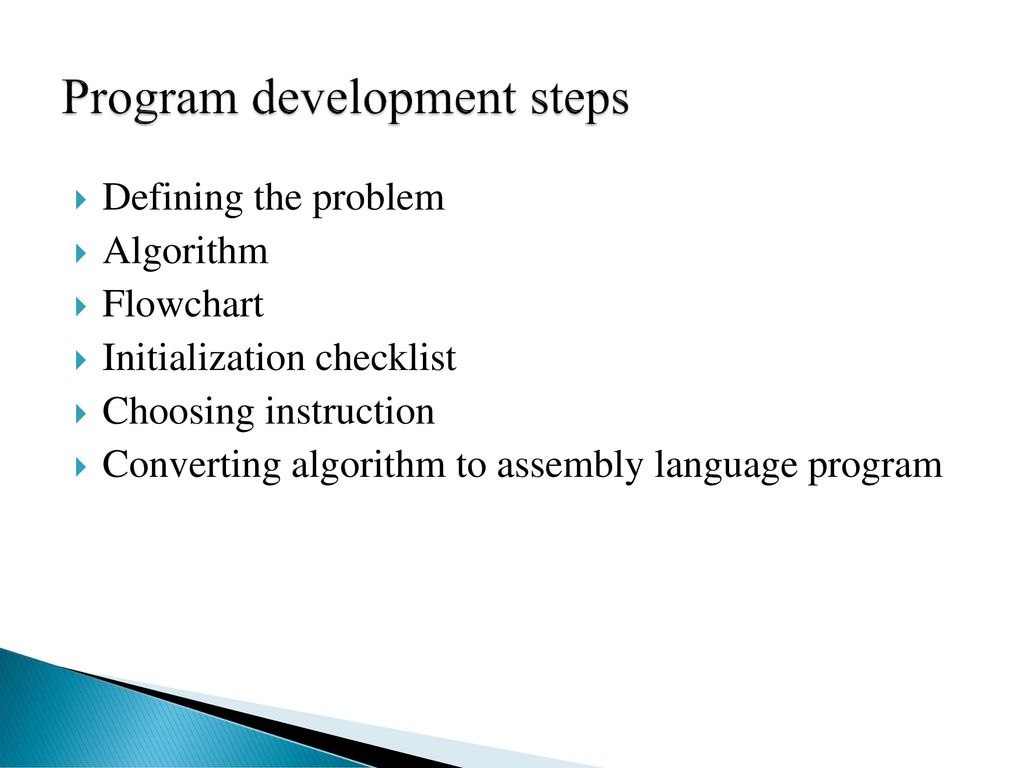 Program development steps
Defining the problem
Algorithm
Flowchart
Initialization checklist
Choosing instruction
Converting algorithm to assembly language program